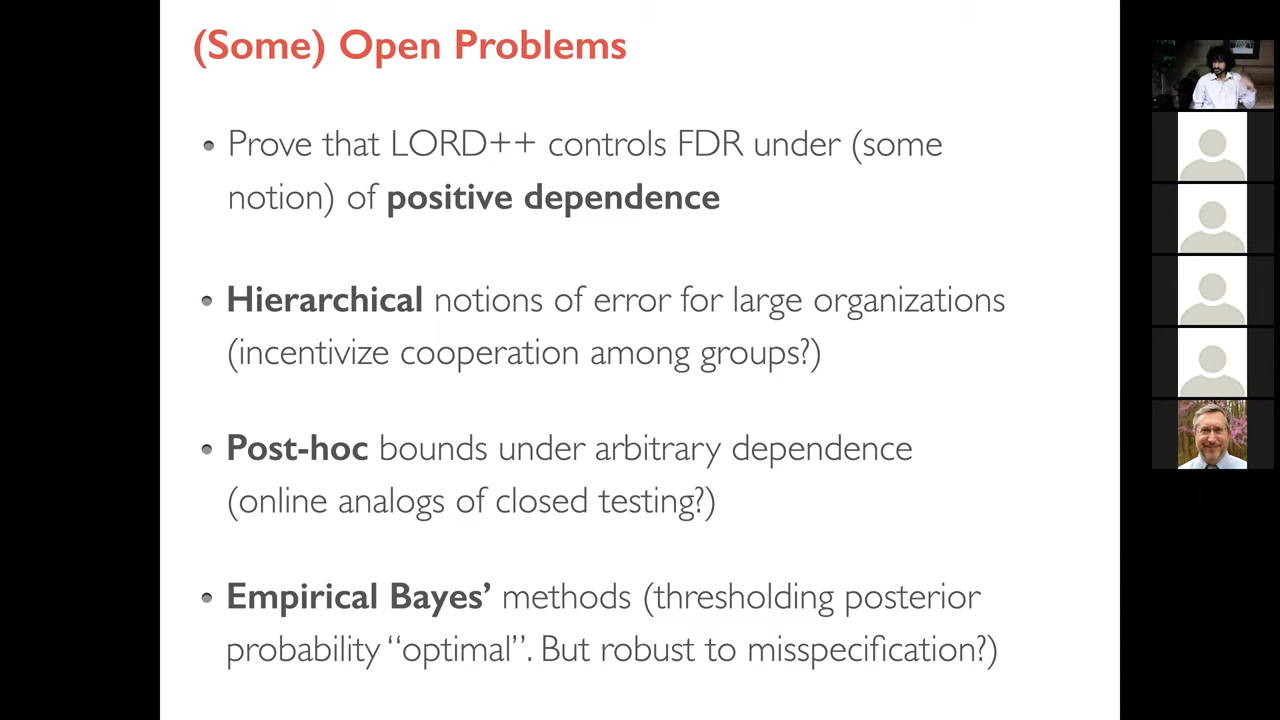 (Some) Open Problems
• Prove that LORD++ controls FDR under (some
notion) of positive dependence
• Hierarchical notions of error for large organizations
(incentivize cooperation among groups?)
• Post-hoc bounds under arbitrary dependence
(online analogs of closed testing?)
• Empirical Bayes’ methods (thresholding posterior
probability “optimal”. But robust to misspecification?)